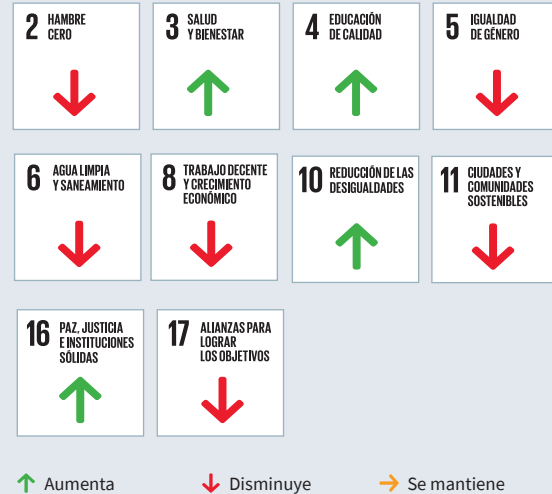 2 HAMBRE
CERO
3 SALUD
Y BIENESTAR
4 EDUCACIÓN
DE CALIDAD
5 IGUALDAD
DE GÉNERO
6 AGUA LIMPIA
Y SANEAMIENTO
8 TRABAJO DECENTE
Y CRECIMIENTO
ECONÓMICO
10 REDUCCIÓN DE LAS
DESIGUALDADES
11 CIUDADES Y
COMUNIDADES
SOSTENIBLES
16 PAZ, JUSTICIA
E INSTITUCIONES
SÓLIDAS
17 ALIANZAS PARA
LOGRAR
LOS OBJETIVOS
Aumenta
Disminuye
Se mantiene